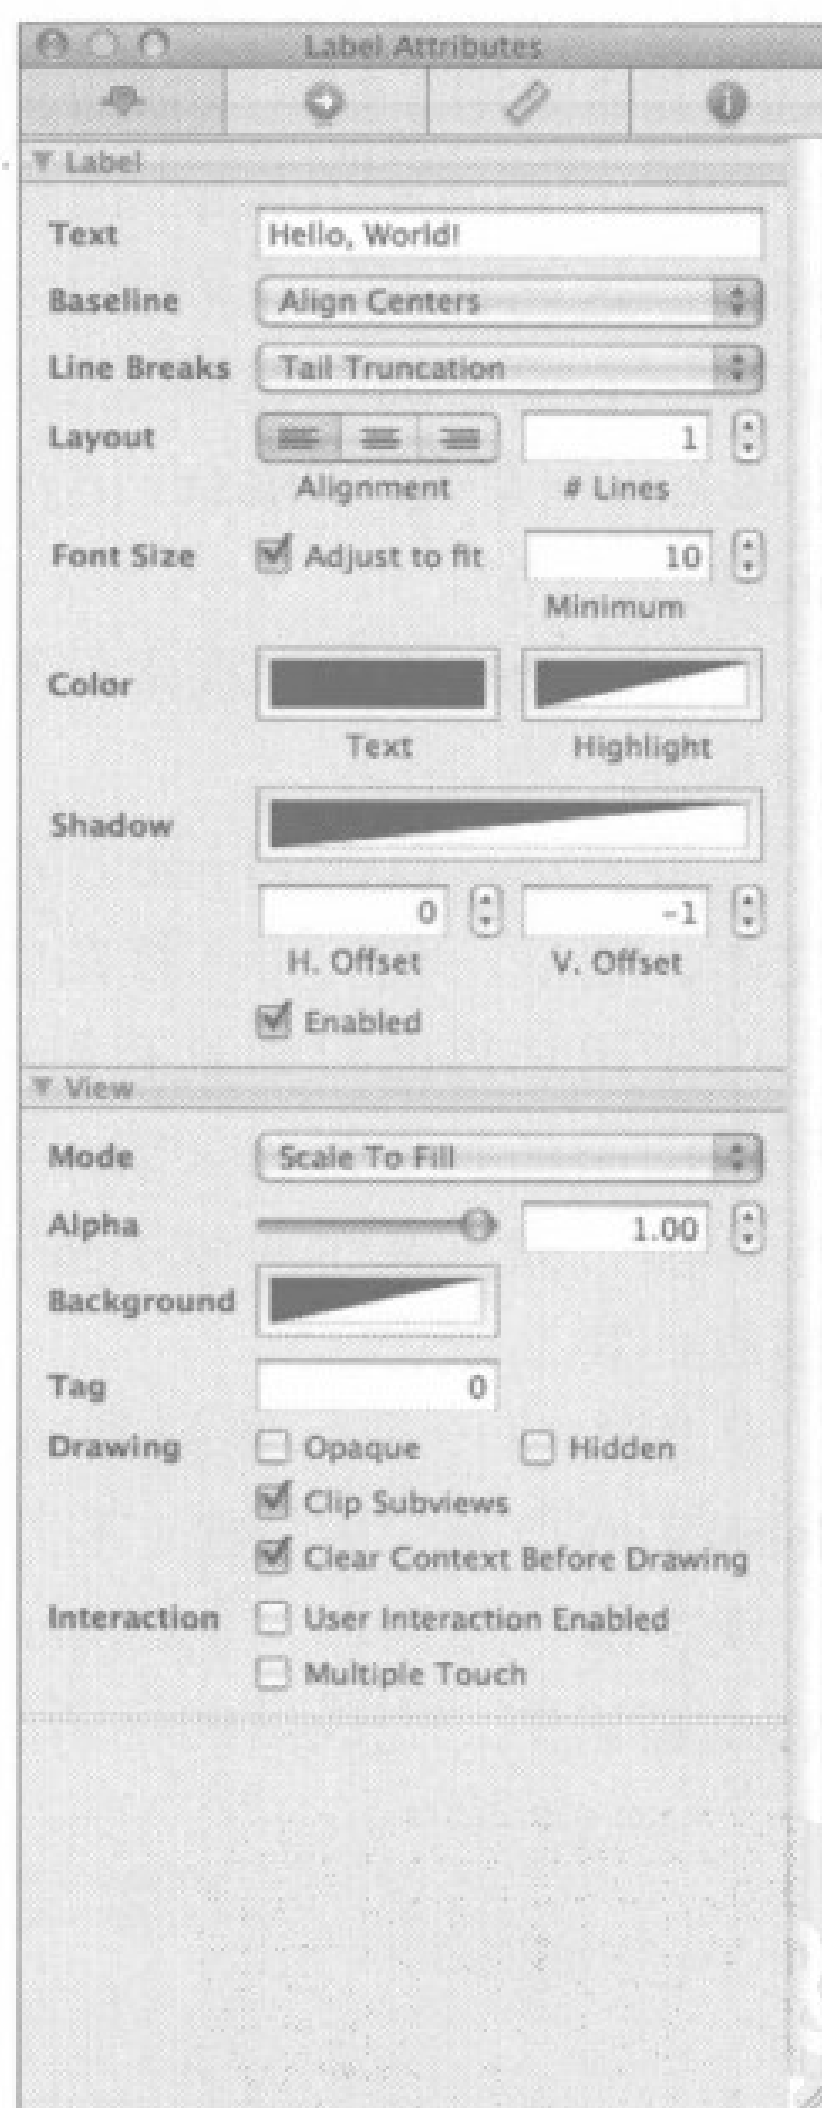 Label Attributes
Label
Text Hello, World!
Baseline Align Centers
Line Breaks Tail Truncation
Layout 1
Alignment # Lines
Font Size Adjust to fit 10
Minimum
Color
Text Highlight
Shadow
0 -1
H. Offset V. Offset
Enabled
View
Mode Scale To Fill
Alpha 1.00
Background
Tag 0
Drawing Opaque Hidden
Clip Subviews
Clear Context Before Drawing
Interaction User Interaction Enabled
Multiple Touch